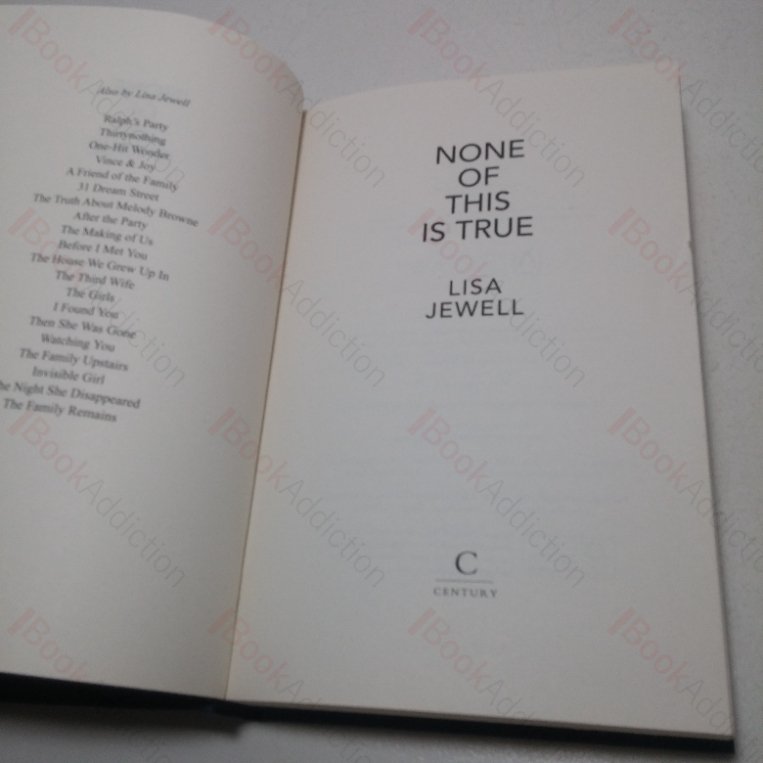 Also by Lisa Jewell
Ralph's Party
Thirtynothing
One-Hit Wonder
Vince & Joy
A Friend of the Family
31 Dream Street
The Truth About Melody Browne
After the Party
The Making of Us
Before I Met You
The House We Grew Up In
The Third Wife
The Girls
I Found You
Then She Was Gone
Watching You
The Family Upstairs
Invisible Girl
he Night She Disappeared
The Family Remains
NONE
OF
THIS
IS TRUE
LISA
JEWELL
C
CENTURY
BookAddiction